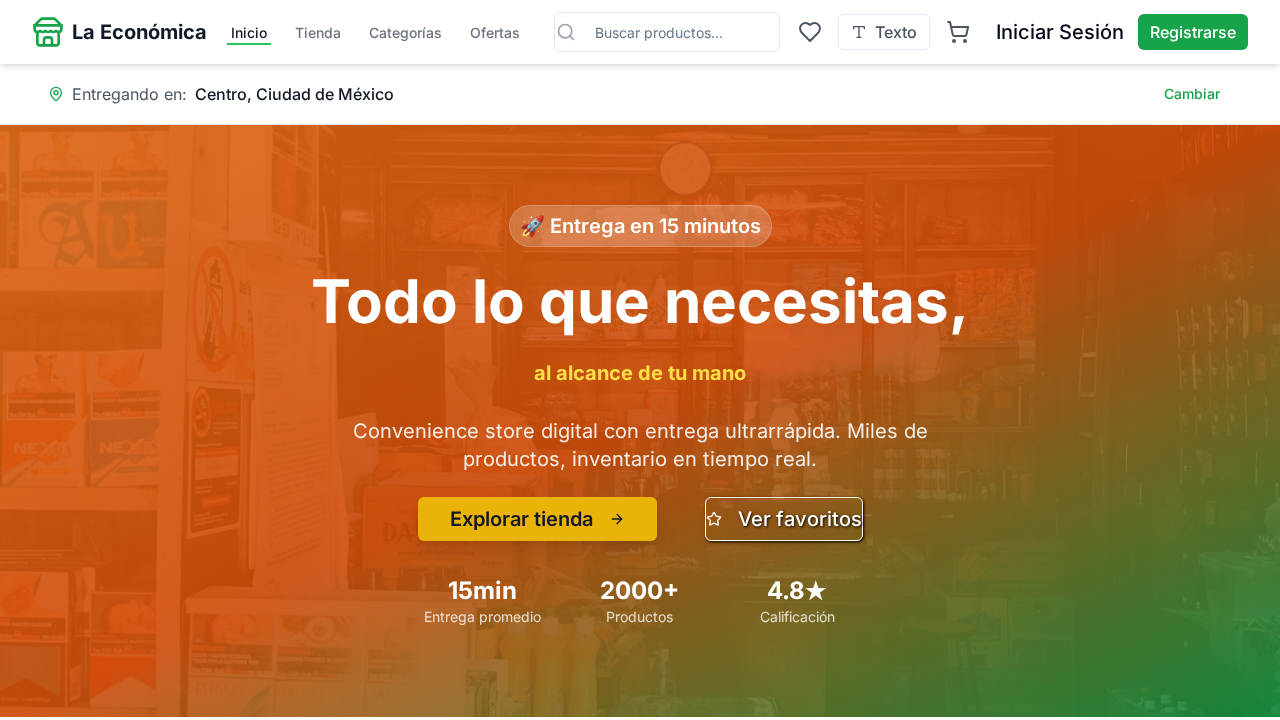 La Económica
Inicio
Tienda
Categorías
Ofertas
Buscar productos...
Texto
Iniciar Sesión
Registrarse
Entregando en: Centro, Ciudad de México
Cambiar
🚀 Entrega en 15 minutos
Todo lo que necesitas,
al alcance de tu mano
Convenience store digital con entrega ultrarrápida. Miles de
productos, inventario en tiempo real.
Explorar tienda →
Ver favoritos
15min
Entrega promedio
2000+
Productos
4.8★
Calificación